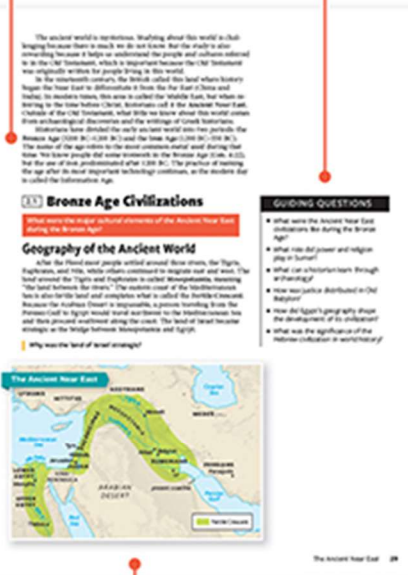 The ancient world is mysterious. Studying about this world is chal-
lenging because there is much we do not know. But the study is also
rewarding because it helps us understand the people and cultures referred
to in the Old Testament, which is important because the Old Testament
was originally written for people living in this world.
In the nineteenth century, the British called this land where history
began the Near East to differentiate it from the Far East (China and
India). In modern times, this area is called the Middle East, but when re-
ferring to the time before Christ, historians call it the Ancient Near East.
Outside of the Old Testament, what little we know about this world comes
from archaeological discoveries and the writings of Greek historians.
Historians have divided the early ancient world into two periods: the
Bronze Age BC) and the Iron Age BC).
The name of the age refers to the most common metal used during that
time. We know people did some ironwork in the Bronze Age (Gen. 4:22),
but the use of iron predominated after 1200 BC. The practice of naming
the age after its most important technology continues, as the modern day
is called the Information Age.
2.1 Bronze Age Civilizations
What were the major cultural elements of the Ancient Near East
during the Bronze Age?
Geography of the Ancient World
After the Flood most people settled around three rivers, the Tigris,
Euphrates, and Nile, while others continued to migrate east and west. The
land around the Tigris and Euphrates is called Mesopotamia, meaning
"the land between the rivers." The eastern coast of the Mediterranean
Sea is also fertile land and completes what is called the Fertile Crescent.
Because the Arabian Desert is impassable, a person traveling from the
Persian Gulf to Egypt would travel northwest to the Mediterranean Sea
and then proceed southward along the coast. The land of Israel became
strategic as the bridge between Mesopotamia and Egypt.
Why was the land of Israel strategic?
GUIDING QUESTIONS
What were the Ancient Near East
civilizations like during the Bronze
Age?
What role did power and religion
play in Sumer?
What can a historian learn through
archaeology?
How was justice distributed in Old
Babylon?
How did Egypt's geography shape
the development of its civilization?
What was the significance of the
Hebrew civilization in world history?
The Ancient Near East
HITTITES
Caspian
Sea
MEDES
Mediterranean
Sea
MESOPOTAMIA
Babylon
LOWER
EGYPT
UPPER
EGYPT
ARABIAN
DESERT
Red
Sea
Persian
Gulf
Fertile Crescent
The Ancient Near East 29